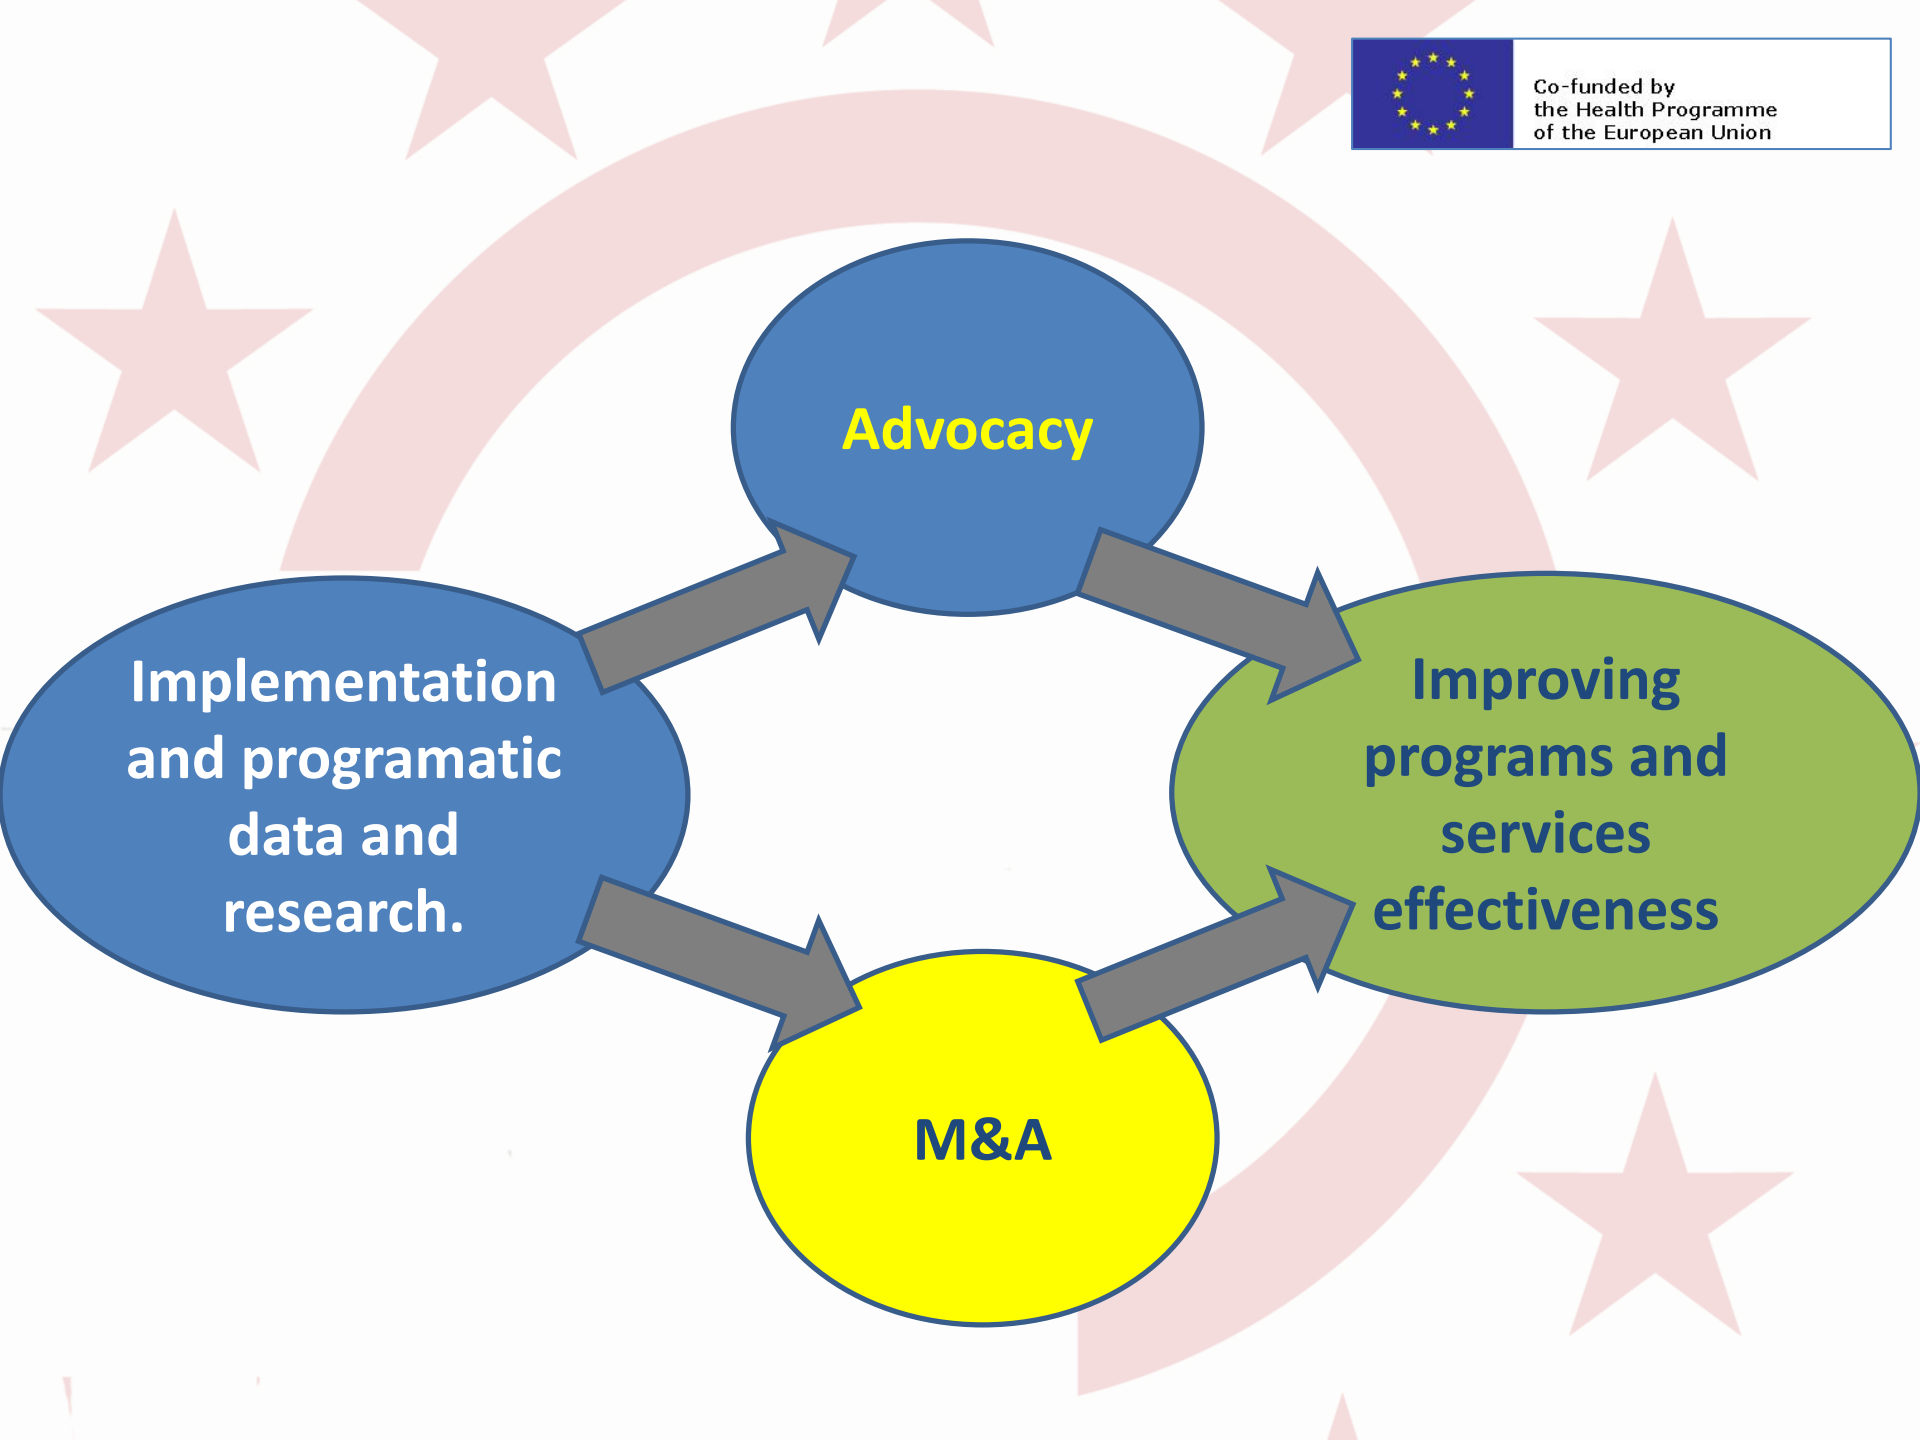 Co-funded by
the Health Programme
of the European Union
Advocacy
Implementation
and programatic
data and
research.
Improving
programs and
services
effectiveness
M&A